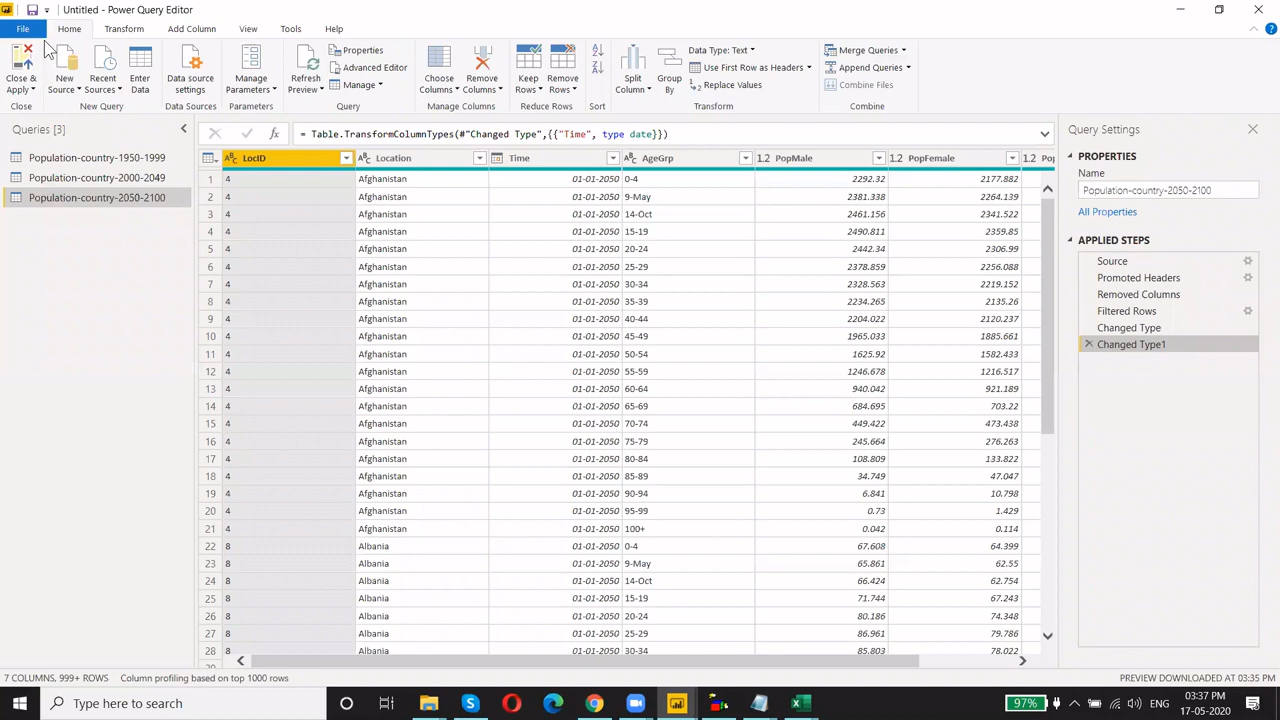 Untitled - Power Query Editor
File Home Transform Add Column View Tools Help
Close & Apply New Source Recent Sources Enter Data Data source settings Manage Parameters Refresh Preview Properties Advanced Editor Manage Choose Columns Remove Columns Keep Rows Remove Rows Split Column Group By Data Type: Text Use First Row as Headers Replace Values Merge Queries Append Queries Combine Files
Close New Query Data Sources Parameters Query Manage Columns Reduce Rows Sort Transform Combine
Queries [3]
Population-country-1950-1999
Population-country-2000-2049
Population-country-2050-2100
= Table.TransformColumnTypes(#"Changed Type",{{"Time", type date}})
LocID Location Time AgeGrp 1.2 PopMale 1.2 PopFemale 1.2 Pop
1 4 Afghanistan 01-01-2050 0-4 2292.32 2177.882
2 4 Afghanistan 01-01-2050 9-May 2381.338 2264.139
3 4 Afghanistan 01-01-2050 14-Oct 2461.156 2341.522
4 4 Afghanistan 01-01-2050 15-19 2490.811 2359.85
5 4 Afghanistan 01-01-2050 20-24 2442.34 2306.99
6 4 Afghanistan 01-01-2050 25-29 2378.859 2256.088
7 4 Afghanistan 01-01-2050 30-34 2328.563 2219.152
8 4 Afghanistan 01-01-2050 35-39 2234.265 2135.26
9 4 Afghanistan 01-01-2050 40-44 2204.022 2120.237
10 4 Afghanistan 01-01-2050 45-49 1965.033 1885.661
11 4 Afghanistan 01-01-2050 50-54 1625.92 1582.433
12 4 Afghanistan 01-01-2050 55-59 1246.678 1216.517
13 4 Afghanistan 01-01-2050 60-64 940.042 921.189
14 4 Afghanistan 01-01-2050 65-69 684.695 703.22
15 4 Afghanistan 01-01-2050 70-74 449.422 473.438
16 4 Afghanistan 01-01-2050 75-79 245.664 276.263
17 4 Afghanistan 01-01-2050 80-84 108.809 133.822
18 4 Afghanistan 01-01-2050 85-89 34.749 47.047
19 4 Afghanistan 01-01-2050 90-94 6.841 10.798
20 4 Afghanistan 01-01-2050 95-99 0.73 1.429
21 4 Afghanistan 01-01-2050 100+ 0.042 0.114
22 8 Albania 01-01-2050 0-4 67.608 64.399
23 8 Albania 01-01-2050 9-May 65.861 62.55
24 8 Albania 01-01-2050 14-Oct 66.424 62.754
25 8 Albania 01-01-2050 15-19 71.744 67.243
26 8 Albania 01-01-2050 20-24 80.186 74.348
27 8 Albania 01-01-2050 25-29 86.961 79.786
28 8 Albania 01-01-2050 30-34 85.803 78.022
Query Settings
PROPERTIES
Name
Population-country-2050-2100
All Properties
APPLIED STEPS
Source
Promoted Headers
Removed Columns
Filtered Rows
Changed Type
Changed Type1
7 COLUMNS, 999+ ROWS Column profiling based on top 1000 rows PREVIEW DOWNLOADED AT 03:35 PM
Type here to search 97% 03:37 PM
17-05-2020